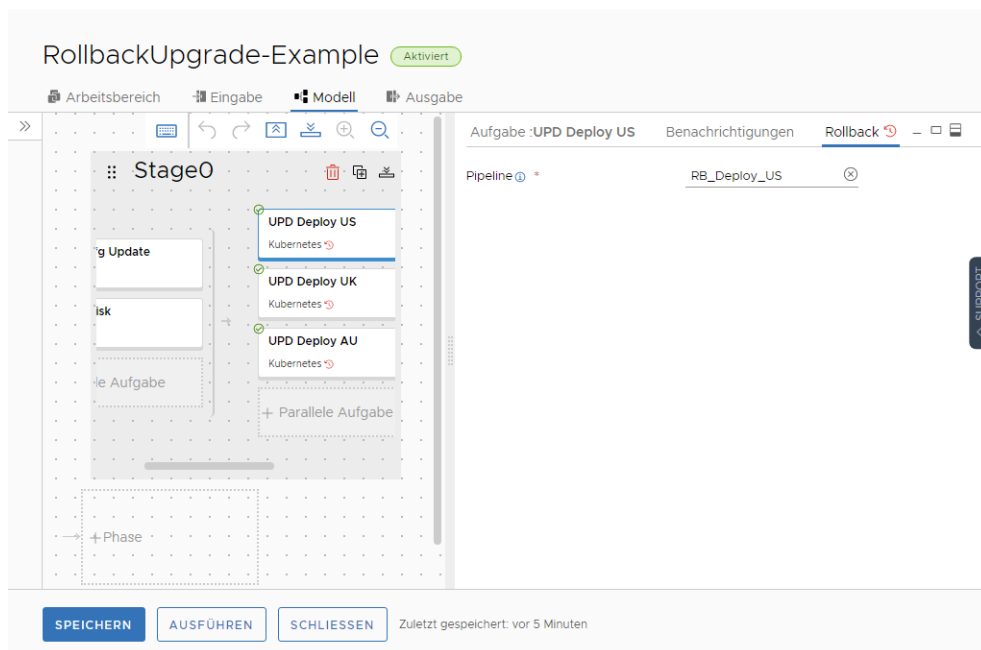 RollbackUpgrade-Example Aktiviert
Arbeitsbereich Eingabe Modell Ausgabe
Aufgabe :UPD Deploy US Benachrichtigungen Rollback
Stage0
Pipeline * RB_Deploy_US
UPD Deploy US
Kubernetes
g Update
UPD Deploy UK
Kubernetes
isk
UPD Deploy AU
Kubernetes
le Aufgabe
+ Parallele Aufgabe
+ Phase
SUPPORT
SPEICHERN AUSFÜHREN SCHLIESSEN Zuletzt gespeichert: vor 5 Minuten